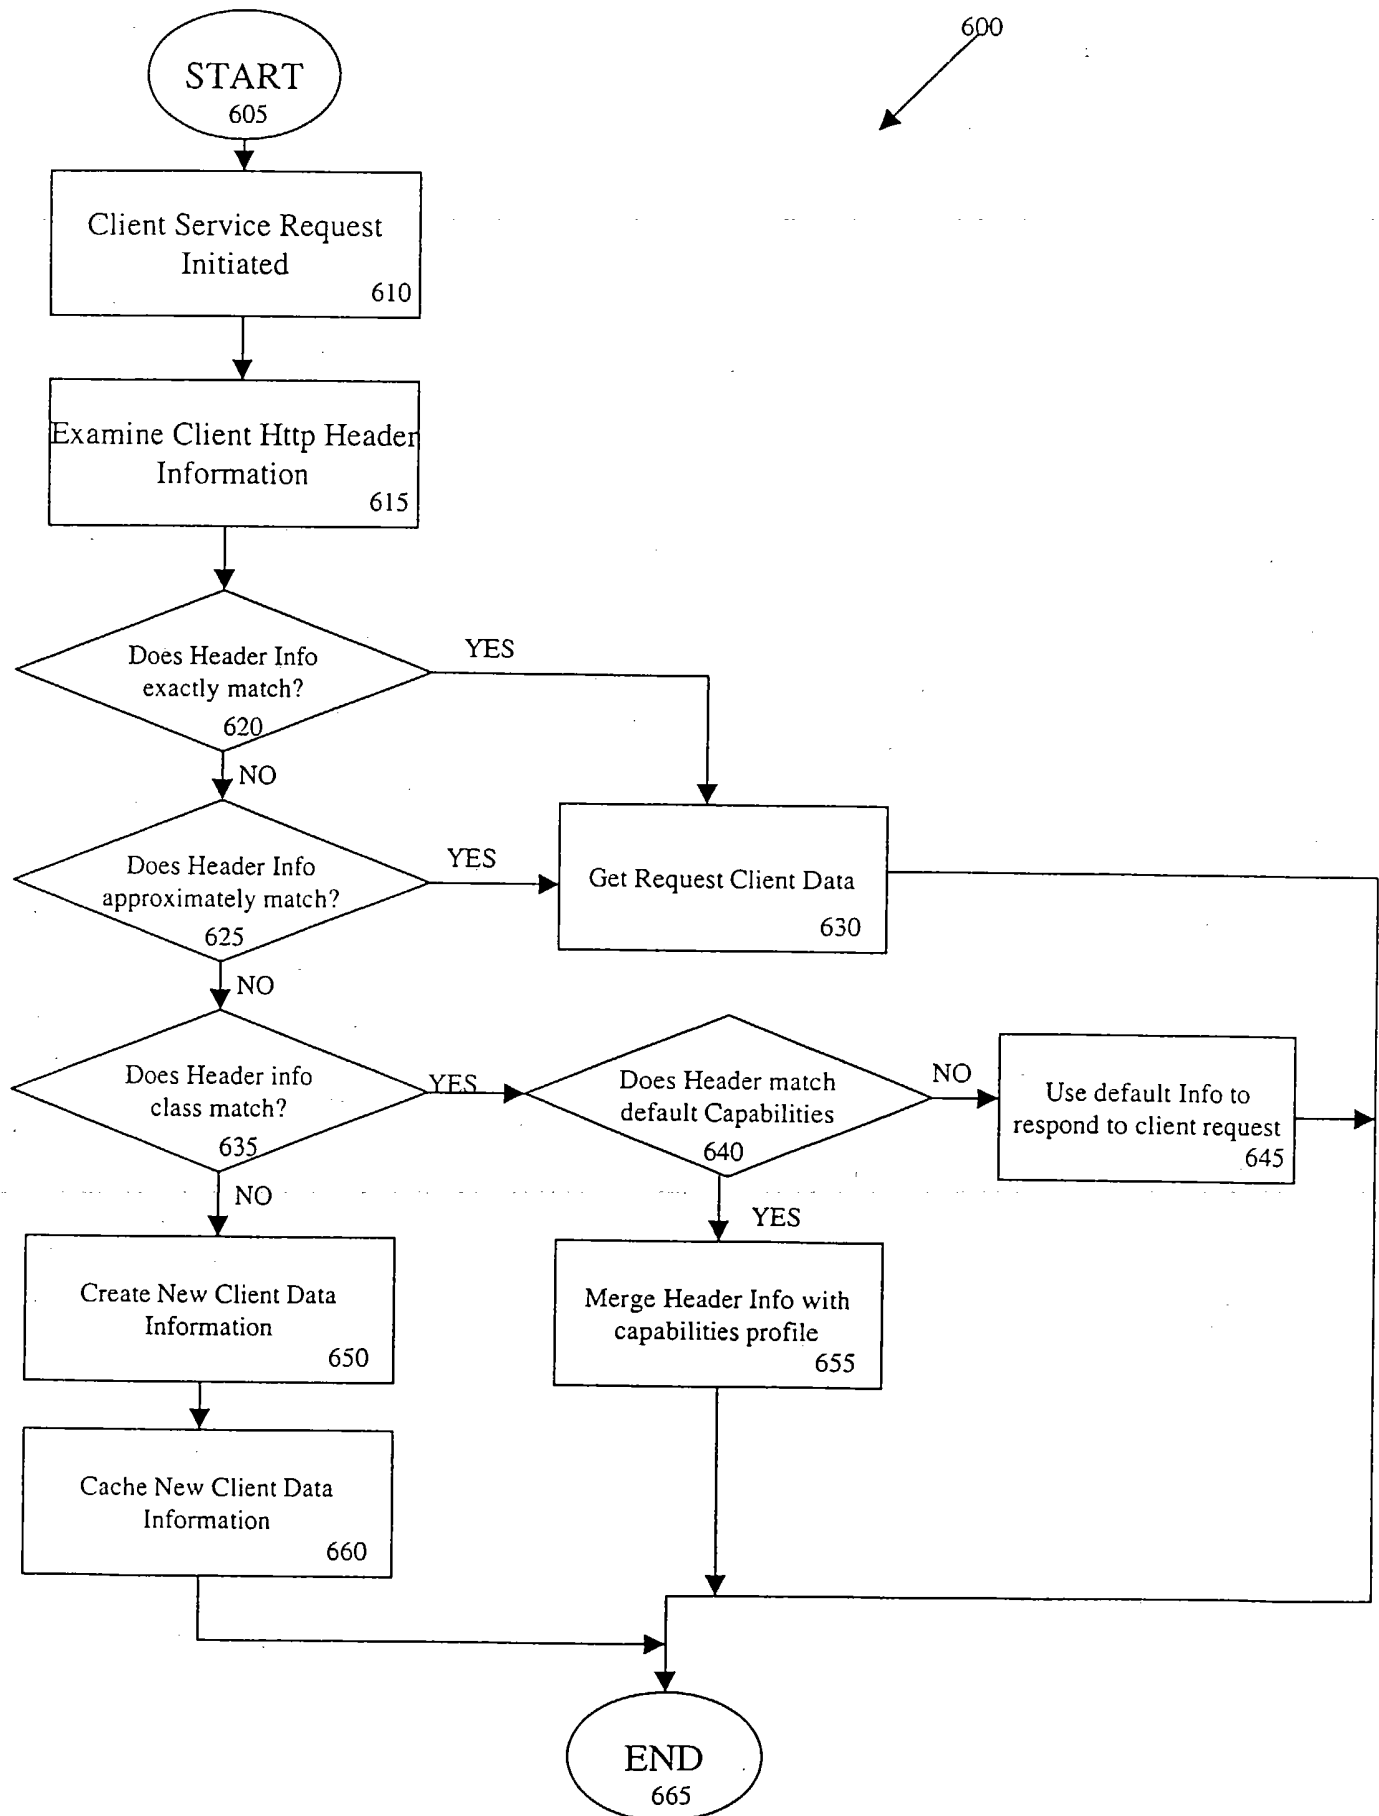 600
START
605
Client Service Request
Initiated
610
Examine Client Http Header
Information
615
Does Header Info
exactly match?
620
YES
NO
Does Header Info
approximately match?
625
YES
Get Request Client Data
630
NO
Does Header info
class match?
635
YES
Does Header match
default Capabilities
640
NO
Use default Info to
respond to client request
645
NO
YES
Create New Client Data
Information
650
Merge Header Info with
capabilities profile
655
Cache New Client Data
Information
660
END
665